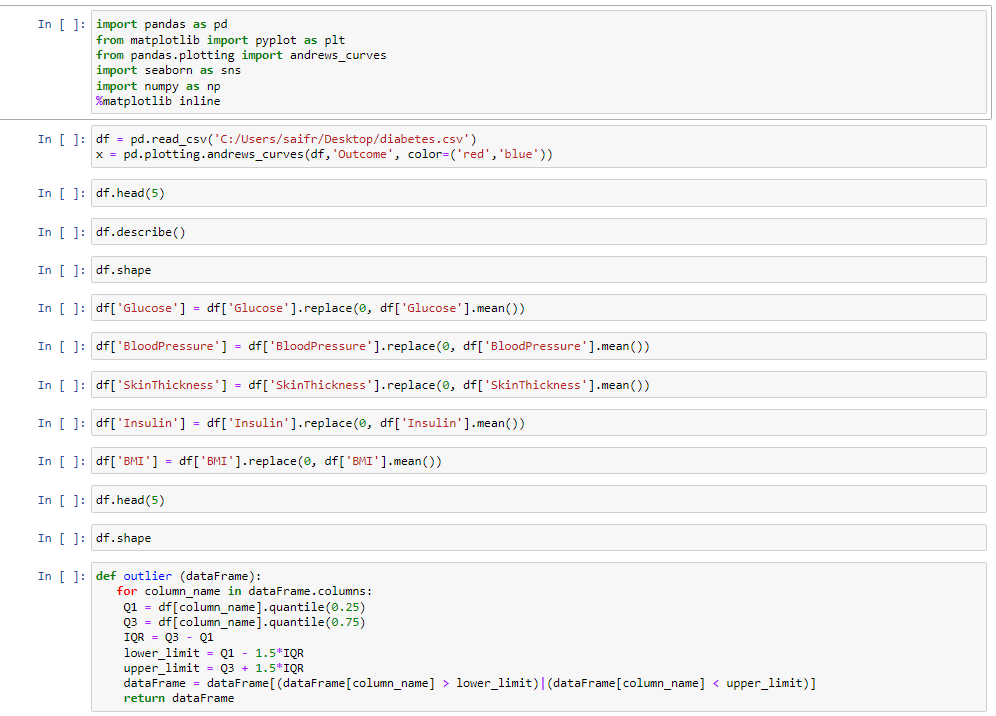 In [ ]: import pandas as pd
from matplotlib import pyplot as plt
from pandas.plotting import andrews_curves
import seaborn as sns
import numpy as np
%matplotlib inline
In [ ]: df = pd.read_csv('C:/Users/saifr/Desktop/diabetes.csv')
x = pd.plotting.andrews_curves(df,'Outcome', color=('red','blue'))
In [ ]: df.head(5)
In [ ]: df.describe()
In [ ]: df.shape
In [ ]: df['Glucose'] = df['Glucose'].replace(0, df['Glucose'].mean())
In [ ]: df['BloodPressure'] = df['BloodPressure'].replace(0, df['BloodPressure'].mean())
In [ ]: df['SkinThickness'] = df['SkinThickness'].replace(0, df['SkinThickness'].mean())
In [ ]: df['Insulin'] = df['Insulin'].replace(0, df['Insulin'].mean())
In [ ]: df['BMI'] = df['BMI'].replace(0, df['BMI'].mean())
In [ ]: df.head(5)
In [ ]: df.shape
In [ ]: def outlier (dataFrame):
for column_name in dataFrame.columns:
Q1 = df[column_name].quantile(0.25)
Q3 = df[column_name].quantile(0.75)
IQR = Q3 - Q1
lower_limit = Q1 - 1.5*IQR
upper_limit = Q3 + 1.5*IQR
dataFrame = dataFrame[(dataFrame[column_name] > lower_limit)|(dataFrame[column_name] < upper_limit)]
return dataFrame